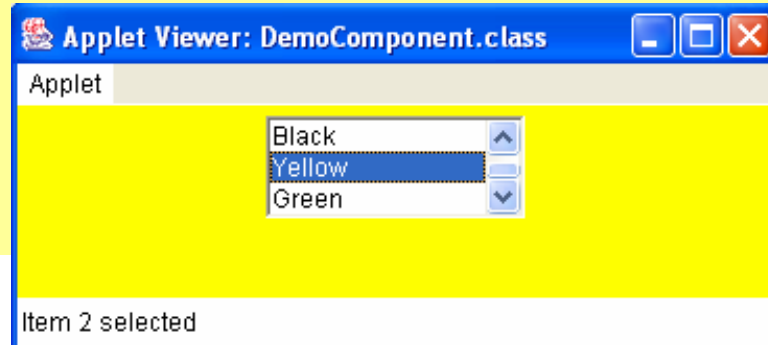 Applet Viewer: DemoComponent.class
Applet
Black
Yellow
Green
Item 2 selected